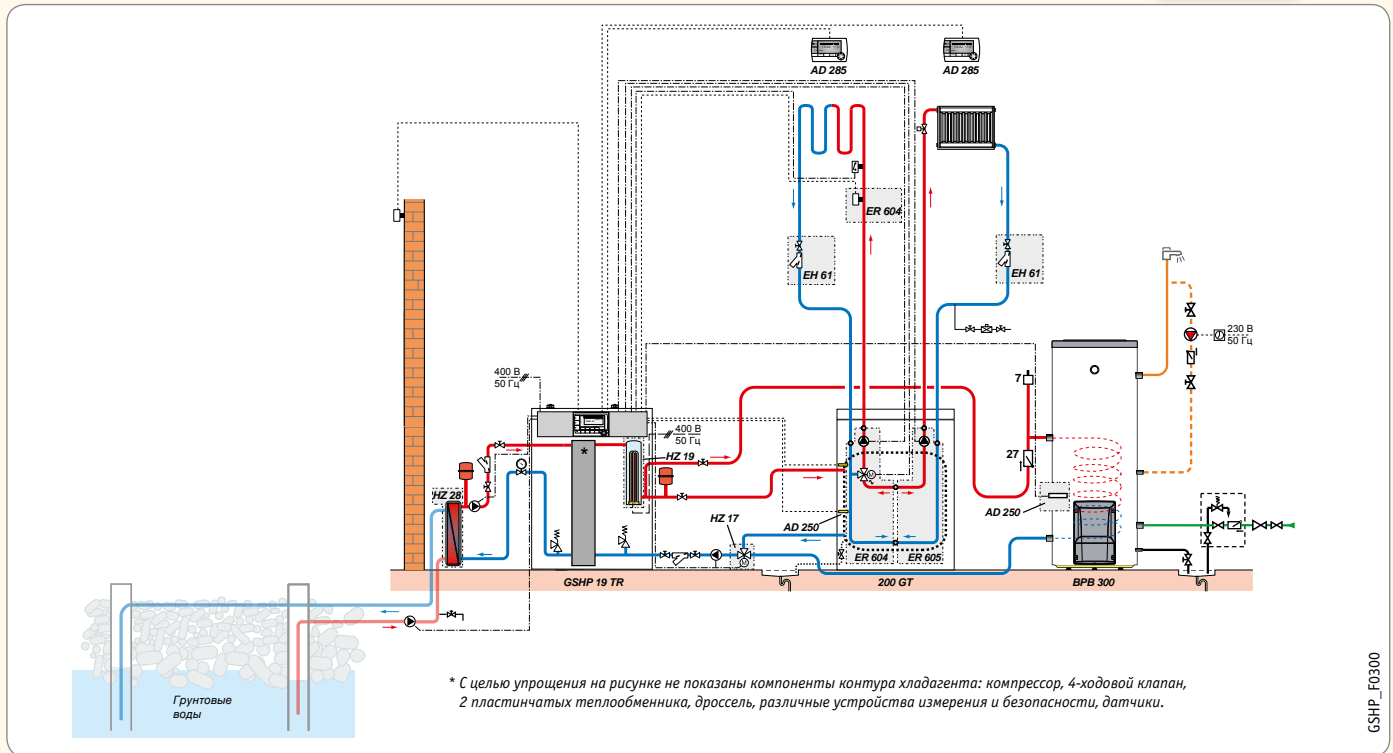 AD 285
AD 285
ER 604
EH 61
EH 61
230 В
50 Гц
400 В
50 Гц
7
400 В
50 Гц
*
HZ 19
27
HZ 28
AD 250
HZ 17
AD 250
M
M
ER 604
ER 605
GSHP 19 TR
200 GT
BPB 300
Грунтовые
воды
* С целью упрощения на рисунке не показаны компоненты контура хладагента: компрессор, 4-ходовой клапан,
2 пластинчатых теплообменника, дроссель, различные устройства измерения и безопасности, датчики.
GSHP_F0300